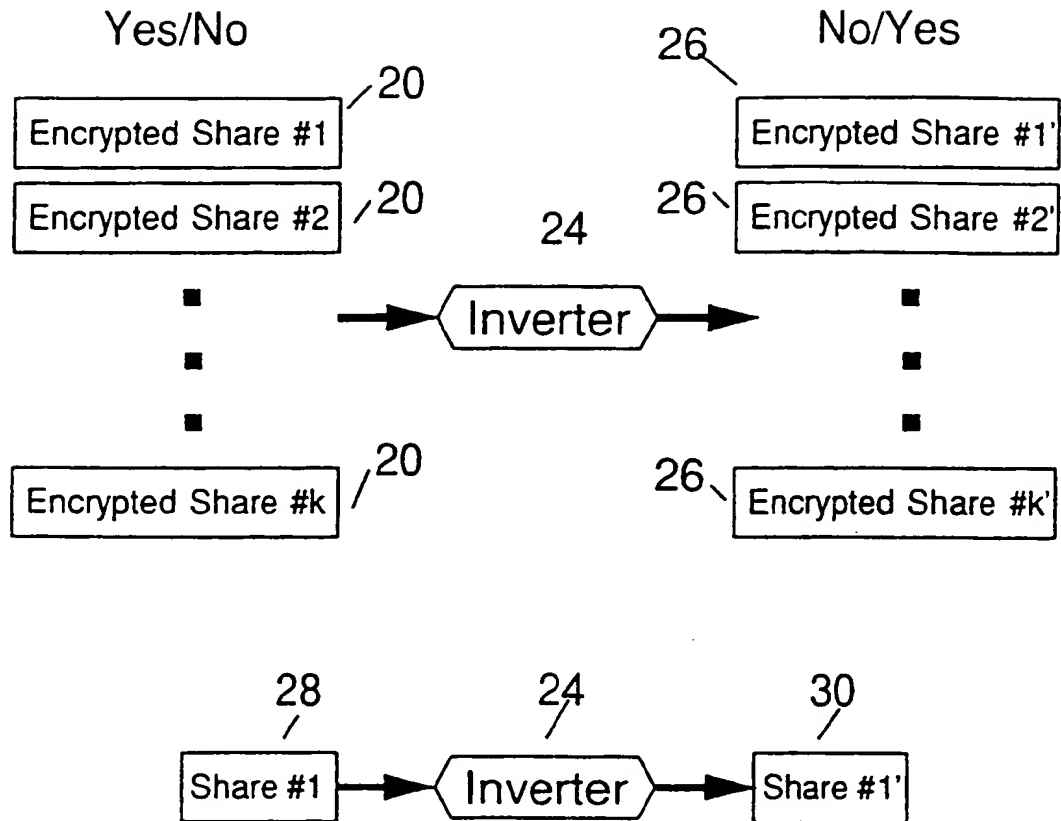 Yes/No
No/Yes
20
26
Encrypted Share #1
Encrypted Share #1'
20
26
Encrypted Share #2
Encrypted Share #2'
24
Inverter
20
26
Encrypted Share #k
Encrypted Share #k'
28
24
30
Share #1
Inverter
Share #1'